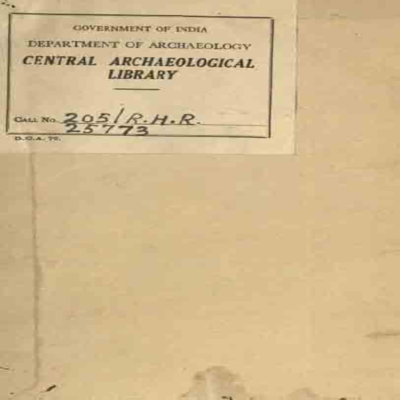 GOVERNMENT OF INDIA
DEPARTMENT OF ARCHAEOLOGY
CENTRAL ARCHAEOLOGICAL
LIBRARY
CALL No. 205/R.H.R.
25773
D.G.A. 79.